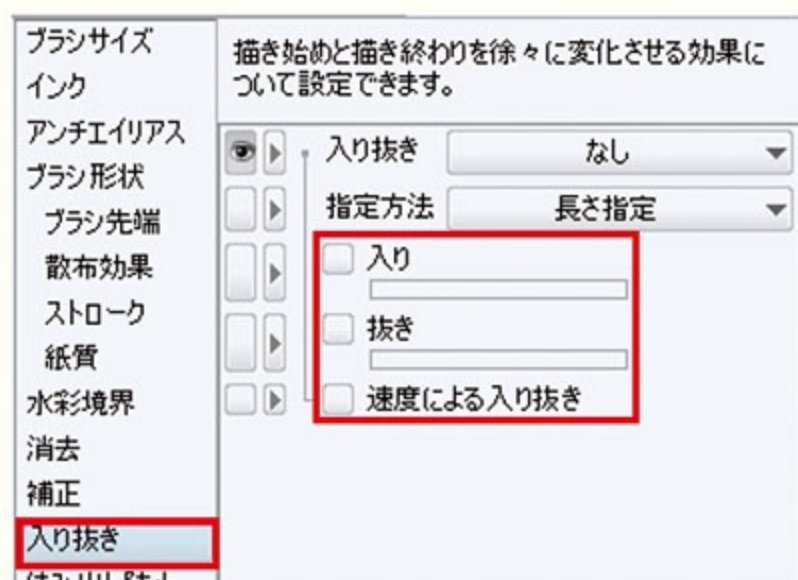 ブラシサイズ
インク
アンチエイリアス
ブラシ形状
ブラシ先端
散布効果
ストローク
紙質
水彩境界
消去
補正
入り抜き
描き始めと描き終わりを徐々に変化させる効果に
ついて設定できます。
入り抜き なし
指定方法 長さ指定
入り
抜き
速度による入り抜き